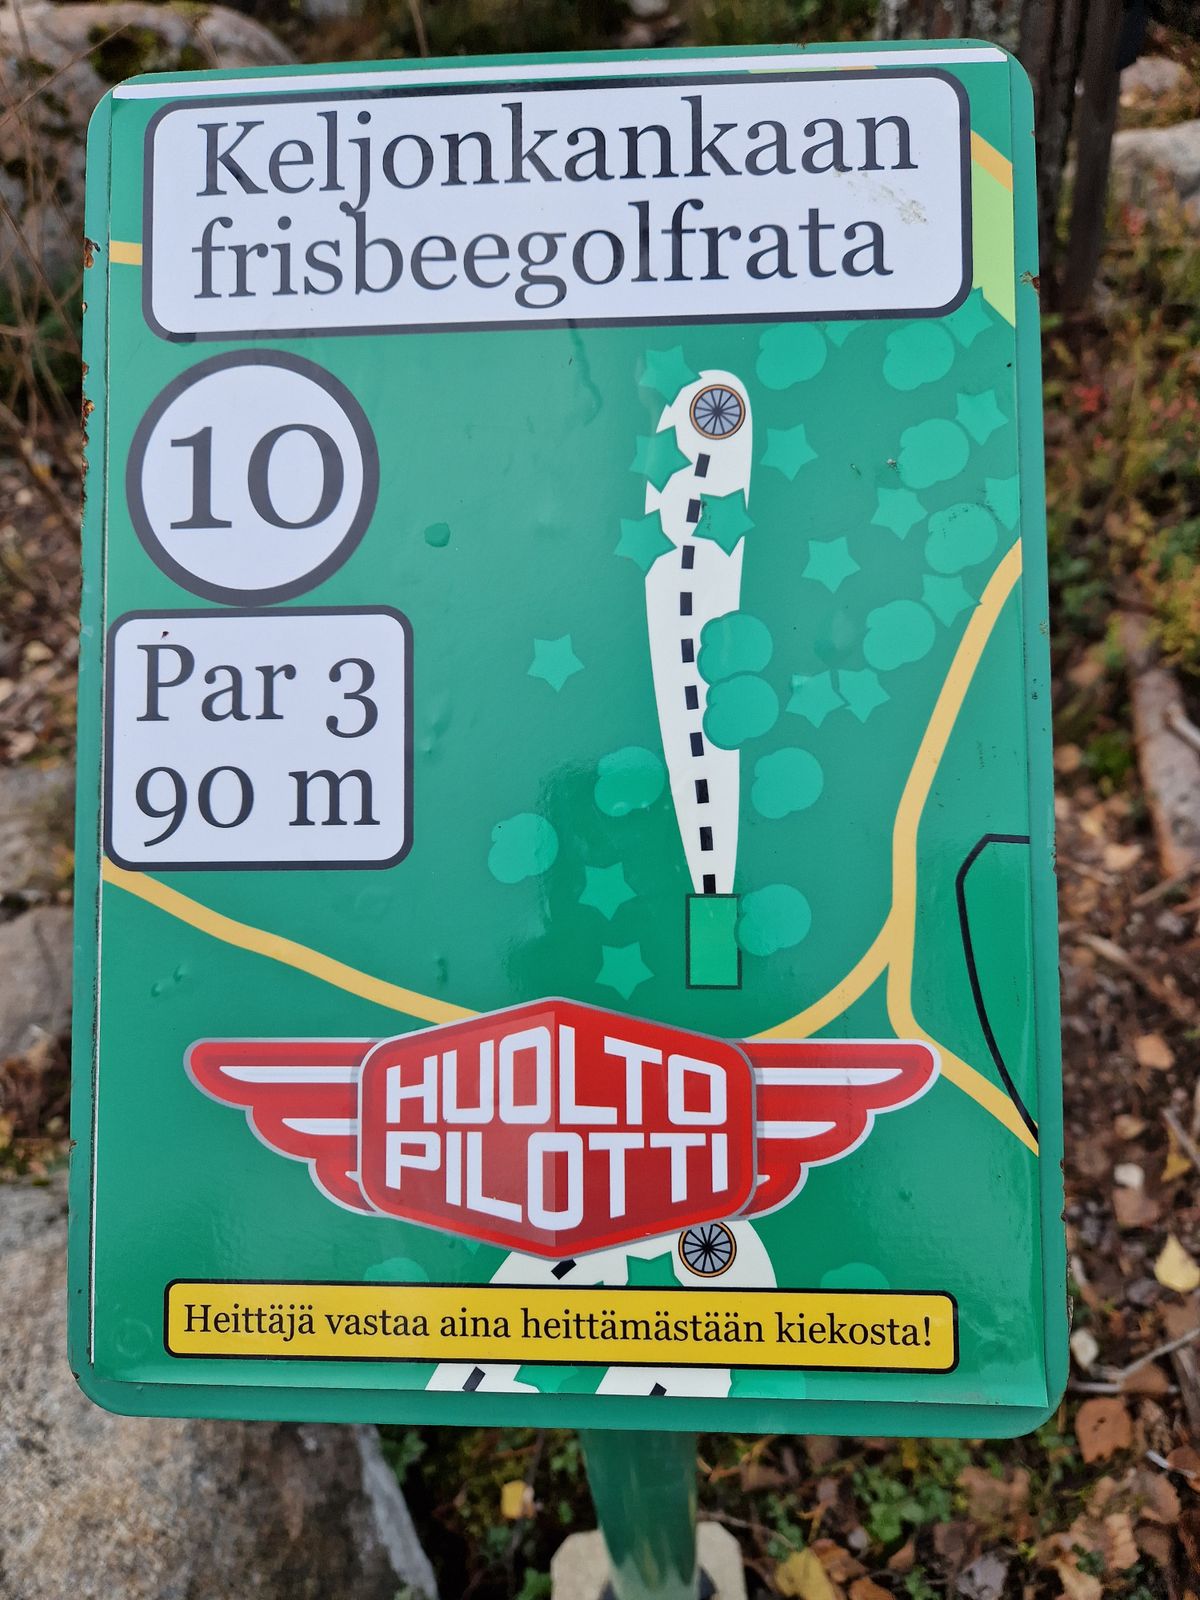 Keljonkankaan
frisbeegolfrata
10
Par 3
90 m
HUOLTO
PILOTTI
Heittäjä vastaa aina heittämästään kiekosta!